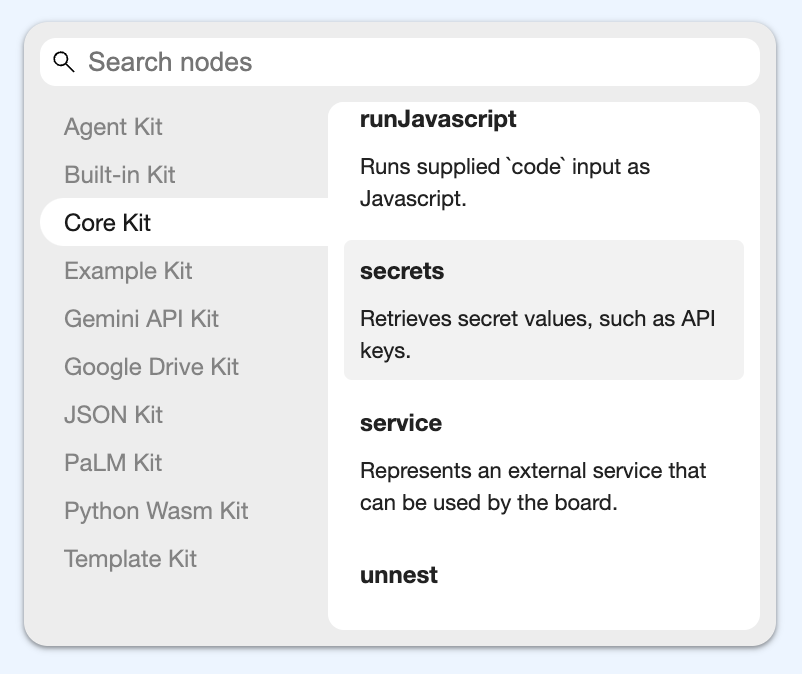 Search nodes
Agent Kit
Built-in Kit
Core Kit
Example Kit
Gemini API Kit
Google Drive Kit
JSON Kit
PaLM Kit
Python Wasm Kit
Template Kit
runJavascript
Runs supplied `code` input as
Javascript.
secrets
Retrieves secret values, such as API
keys.
service
Represents an external service that
can be used by the board.
unnest